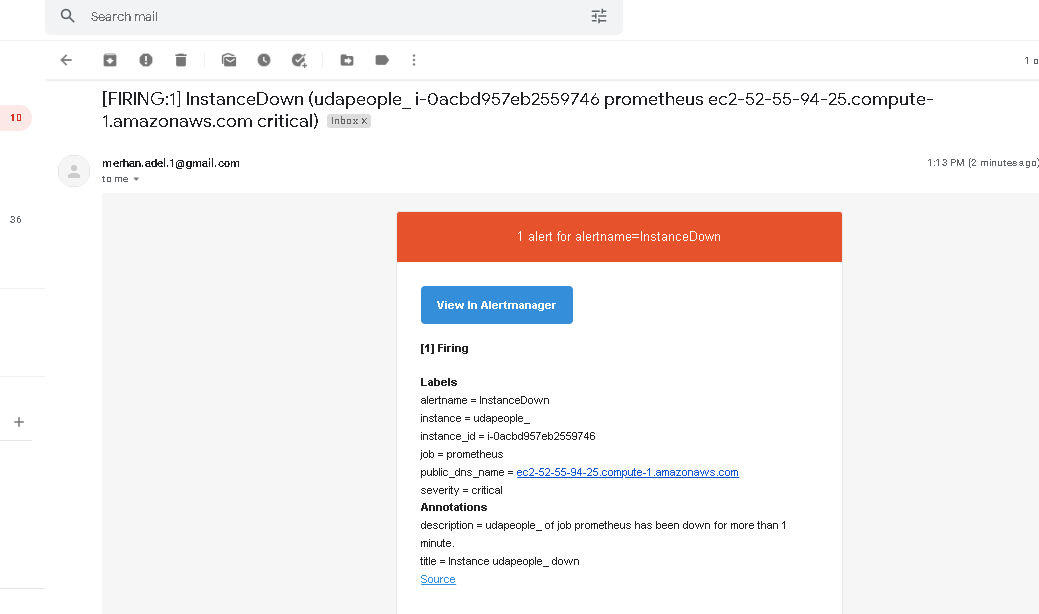 Search mail
1 o
[FIRING:1] InstanceDown (udapeople_ i-0acbd957eb2559746 prometheus ec2-52-55-94-25.compute-
1.amazonaws.com critical) Inbox x
10
merhan.adel.1@gmail.com 1:13 PM (2 minutes ago)
to me
36
1 alert for alertname=InstanceDown
View In Alertmanager
[1] Firing
Labels
alertname = InstanceDown
instance = udapeople_
instance_id = i-0acbd957eb2559746
job = prometheus
public_dns_name = ec2-52-55-94-25.compute-1.amazonaws.com
severity = critical
Annotations
description = udapeople_ of job prometheus has been down for more than 1
minute.
title = Instance udapeople_ down
Source